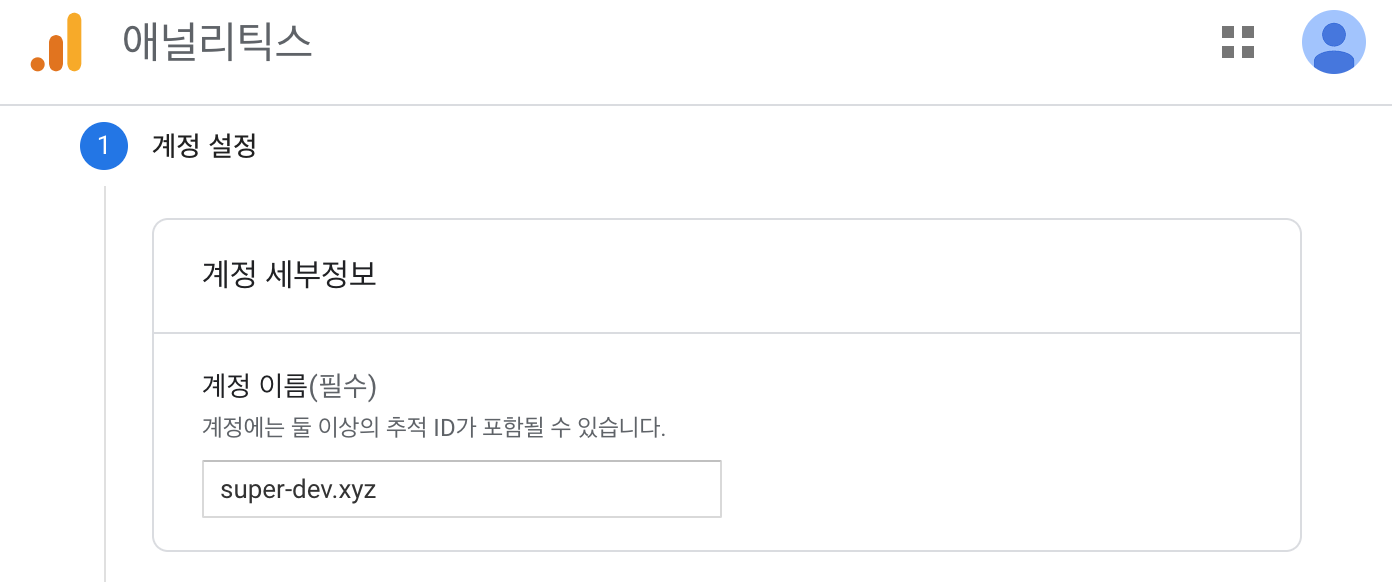 애널리틱스
1 계정 설정
계정 세부정보
계정 이름(필수)
계정에는 둘 이상의 추적 ID가 포함될 수 있습니다.
super-dev.xyz